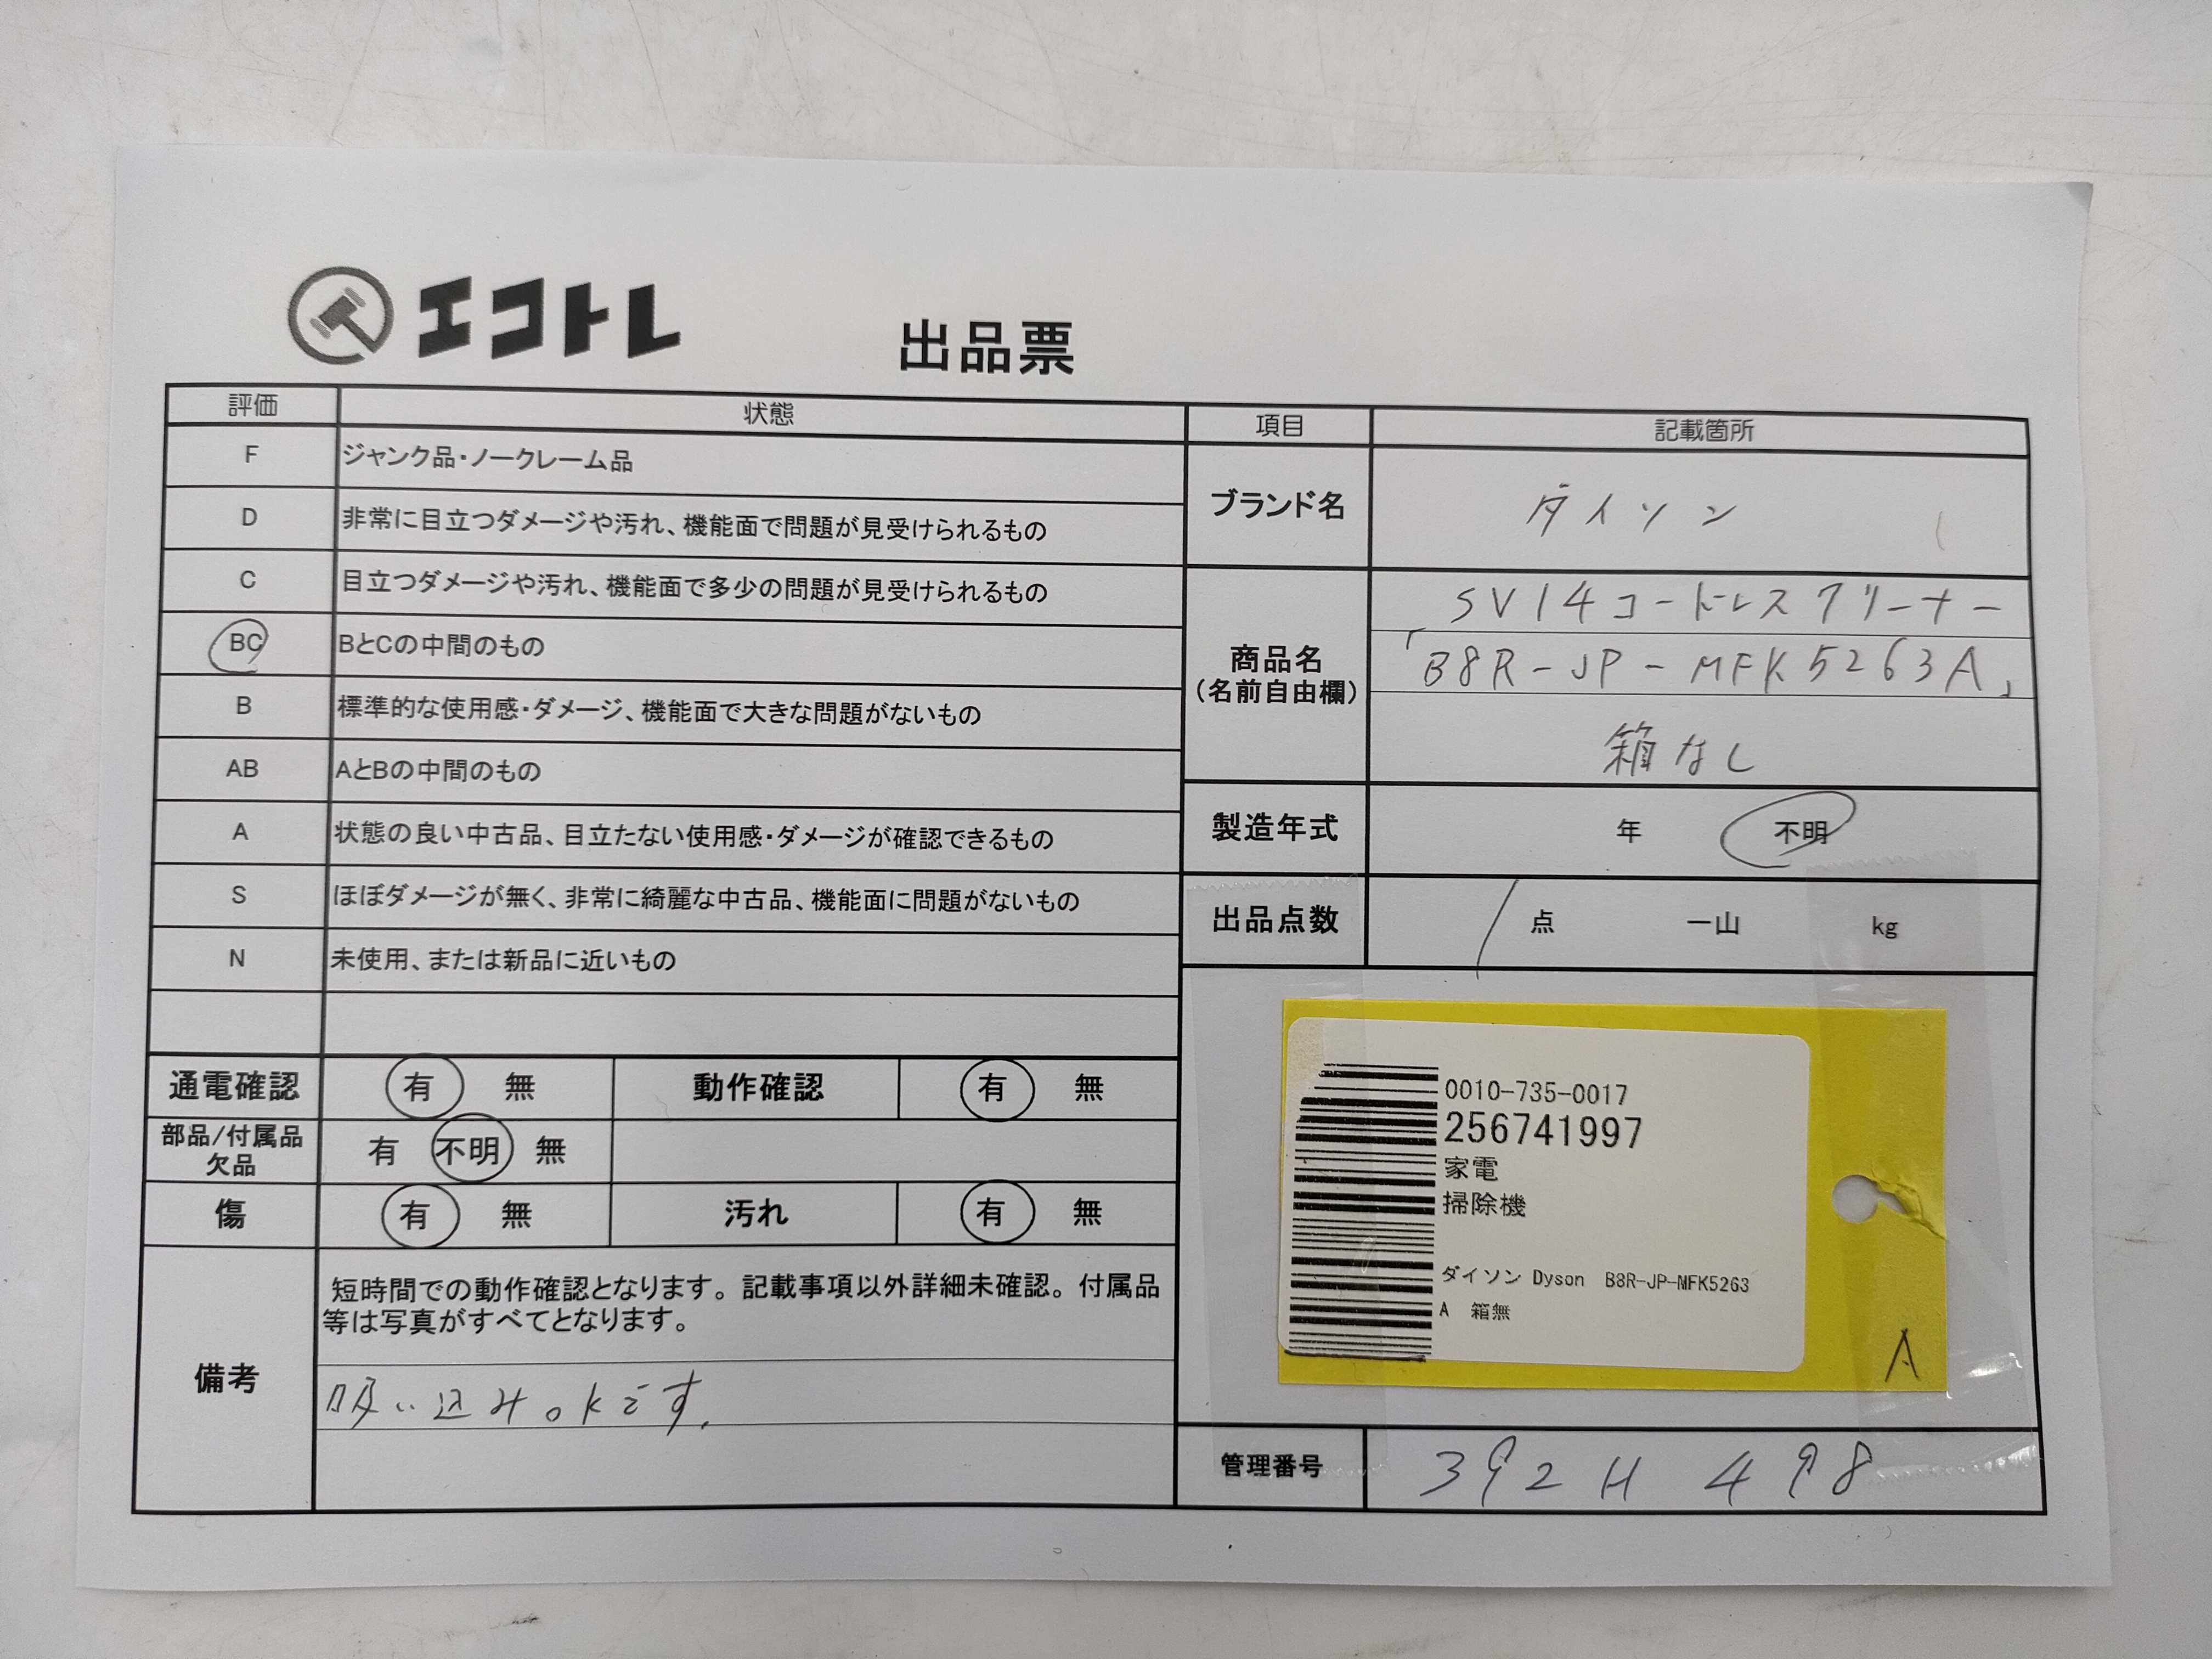 エコトレ
出品票
評価 状態
F ジャンク品・ノークレーム品
D 非常に目立つダメージや汚れ、機能面で問題が見受けられるもの
C 目立つダメージや汚れ、機能面で多少の問題が見受けられるもの
BC BとCの中間のもの
B 標準的な使用感・ダメージ、機能面で大きな問題がないもの
AB AとBの中間のもの
A 状態の良い中古品、目立たない使用感・ダメージが確認できるもの
S ほぼダメージが無く、非常に綺麗な中古品、機能面に問題がないもの
N 未使用、または新品に近いもの
通電確認 有 無 動作確認 有 無
部品/付属品
欠品 有 不明 無
傷 有 無 汚れ 有 無
備考
短時間での動作確認となります。記載事項以外詳細未確認。付属品
等は写真がすべてとなります。
吸い込みokです.
項目 記載箇所
ブランド名 ダイソン
商品名
(名前自由欄)
SV14コードレスクリーナー
「B8R-JP-MFK5263A」
箱なし
製造年式 年 不明
出品点数 1 点 一山 kg
0010-735-0017
256741997
家電
掃除機
ダイソン Dyson B8R-JP-MFK5263
A 箱無
A
管理番号 392H 498